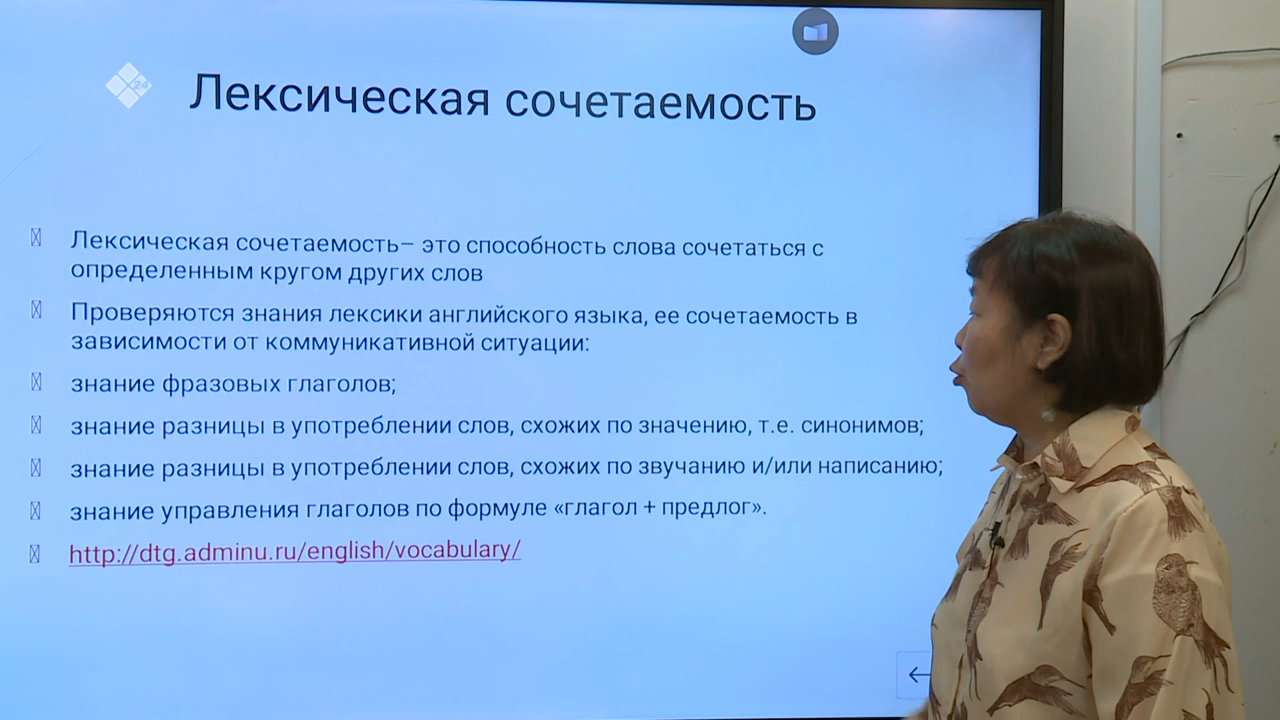 24
Лексическая сочетаемость
Лексическая сочетаемость– это способность слова сочетаться с
определенным кругом других слов
Проверяются знания лексики английского языка, ее сочетаемость в
зависимости от коммуникативной ситуации:
знание фразовых глаголов;
знание разницы в употреблении слов, схожих по значению, т.е. синонимов;
знание разницы в употреблении слов, схожих по звучанию и/или написанию;
знание управления глаголов по формуле «глагол + предлог».
http://dtg.adminu.ru/english/vocabulary/